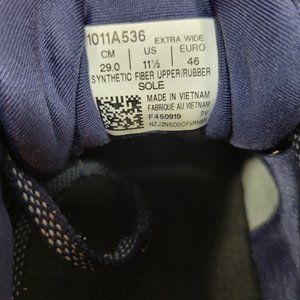 1011A536 EXTRA WIDE
CM US EURO
29.0 11½ 46
SYNTHETIC FIBER UPPER/RUBBER
SOLE
MADE IN VIETNAM
FABRIQUE AU VIETNAM
F450919 PV